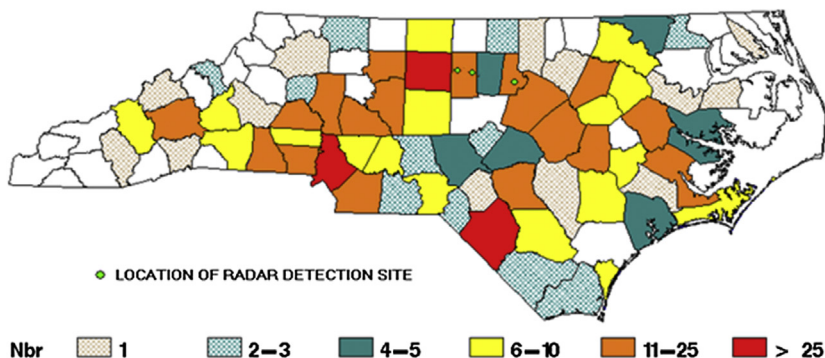 LOCATION OF RADAR DETECTION SITE
Nbr 1 2–3 4–5 6–10 11–25 > 25